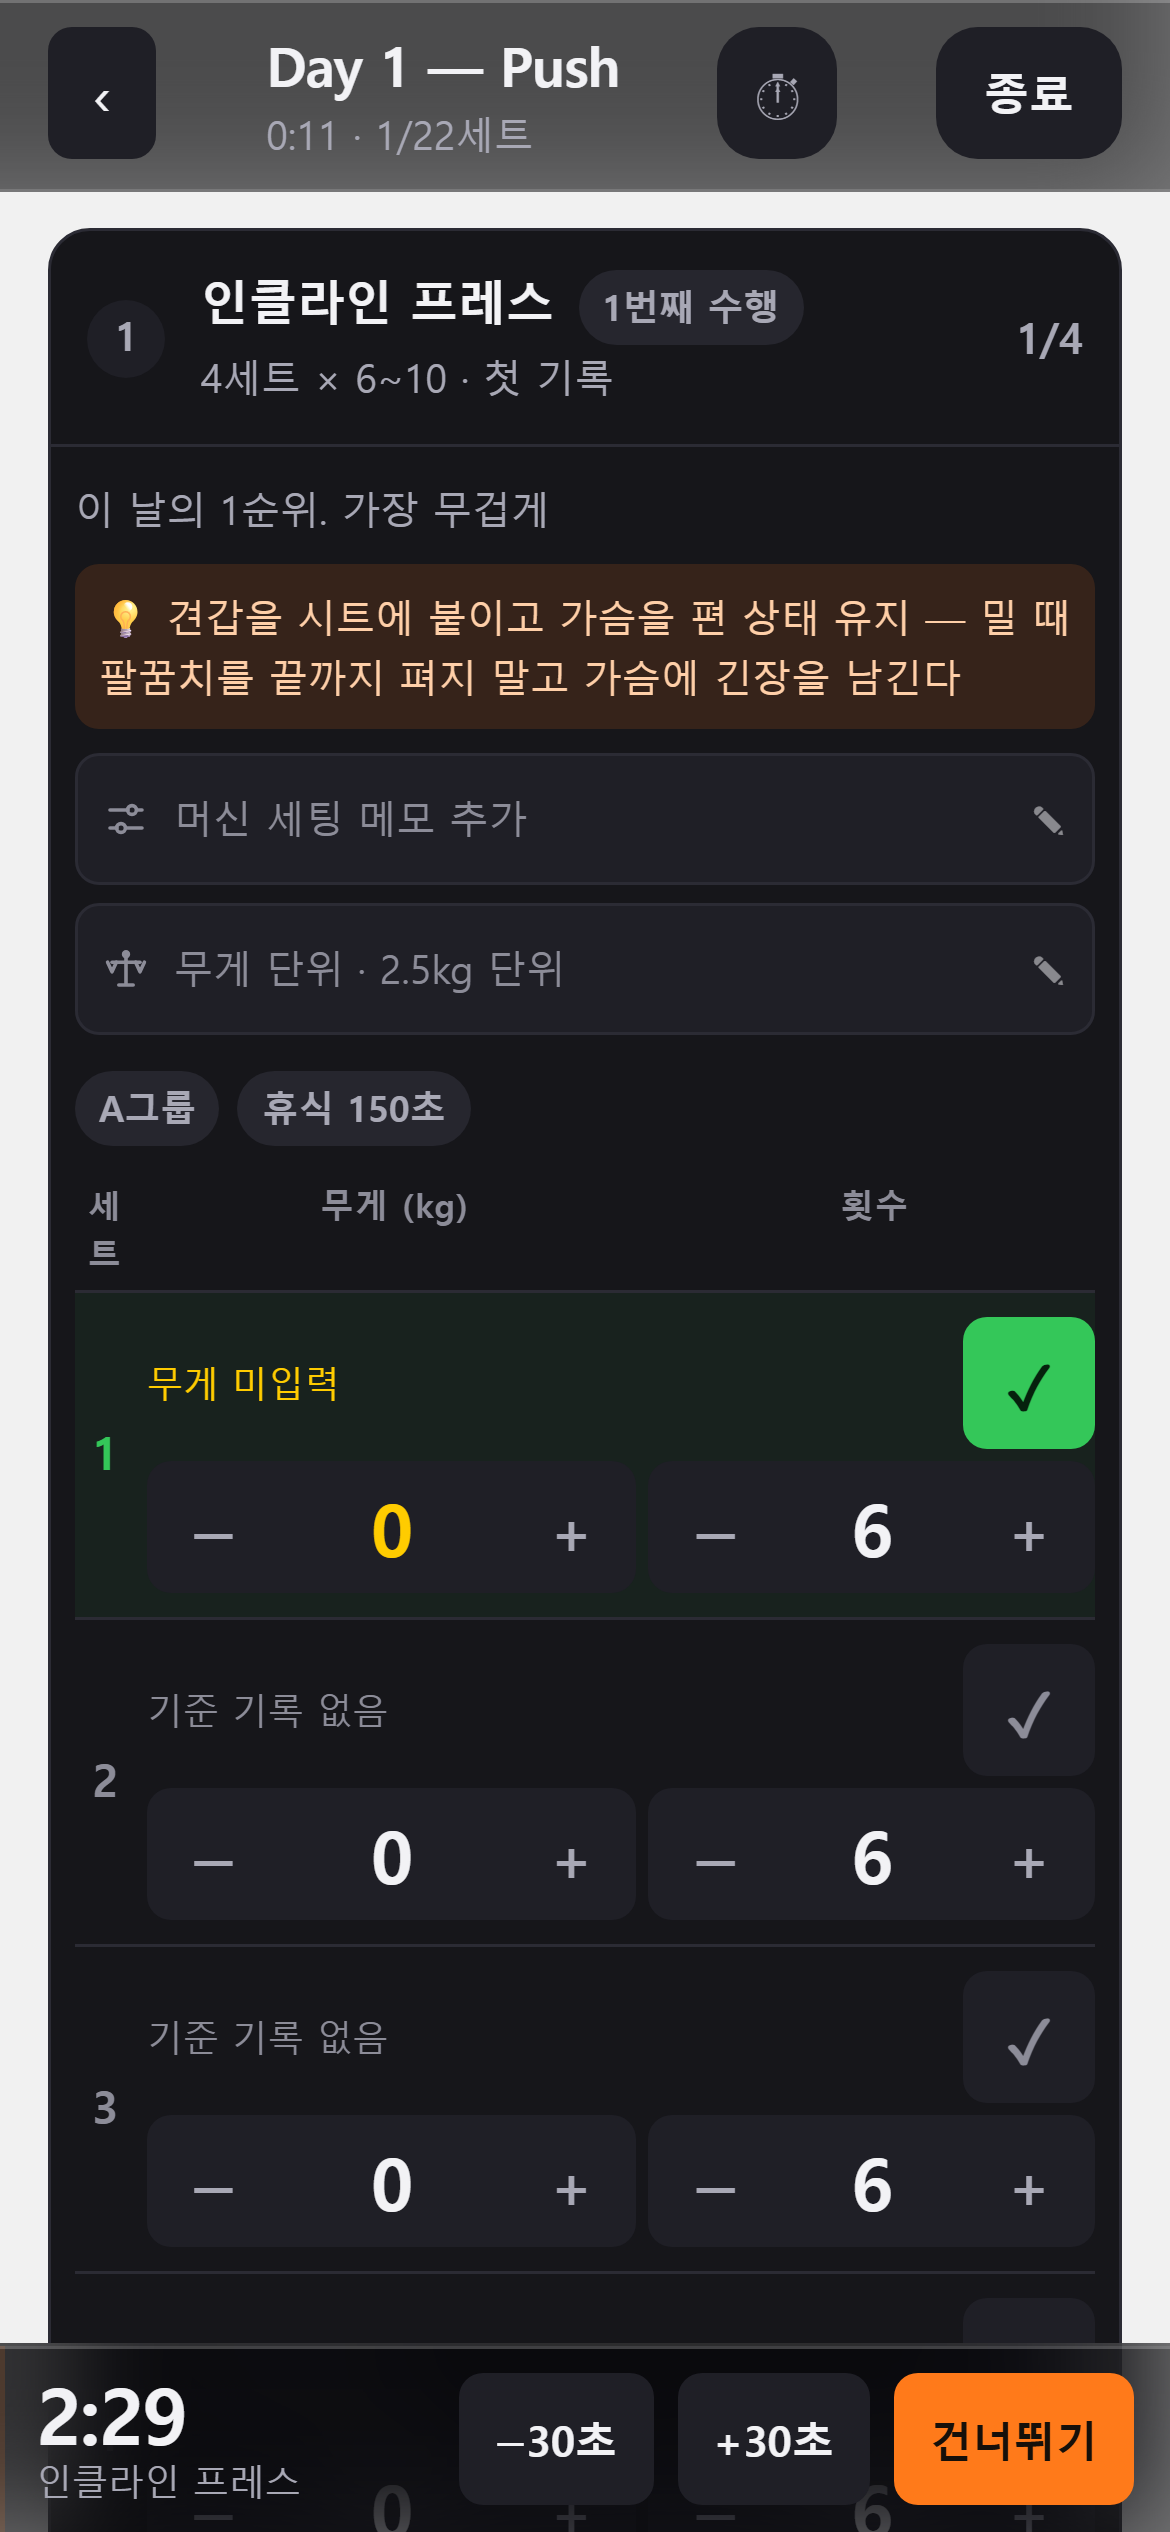 ‹
Day 1 — Push
0:11 · 1/22세트
종료
1
인클라인 프레스
1번째 수행
4세트 × 6~10 · 첫 기록
1/4
이 날의 1순위. 가장 무겁게
💡 견갑을 시트에 붙이고 가슴을 편 상태 유지 — 밀 때
팔꿈치를 끝까지 펴지 말고 가슴에 긴장을 남긴다
머신 세팅 메모 추가
무게 단위 · 2.5kg 단위
A그룹
휴식 150초
세트
무게 (kg)
횟수
무게 미입력
✓
1
− 0 +
− 6 +
기준 기록 없음
✓
2
− 0 +
− 6 +
기준 기록 없음
✓
3
− 0 +
− 6 +
2:29
인클라인 프레스
−30초
+30초
건너뛰기
− 0 +
− 6 +